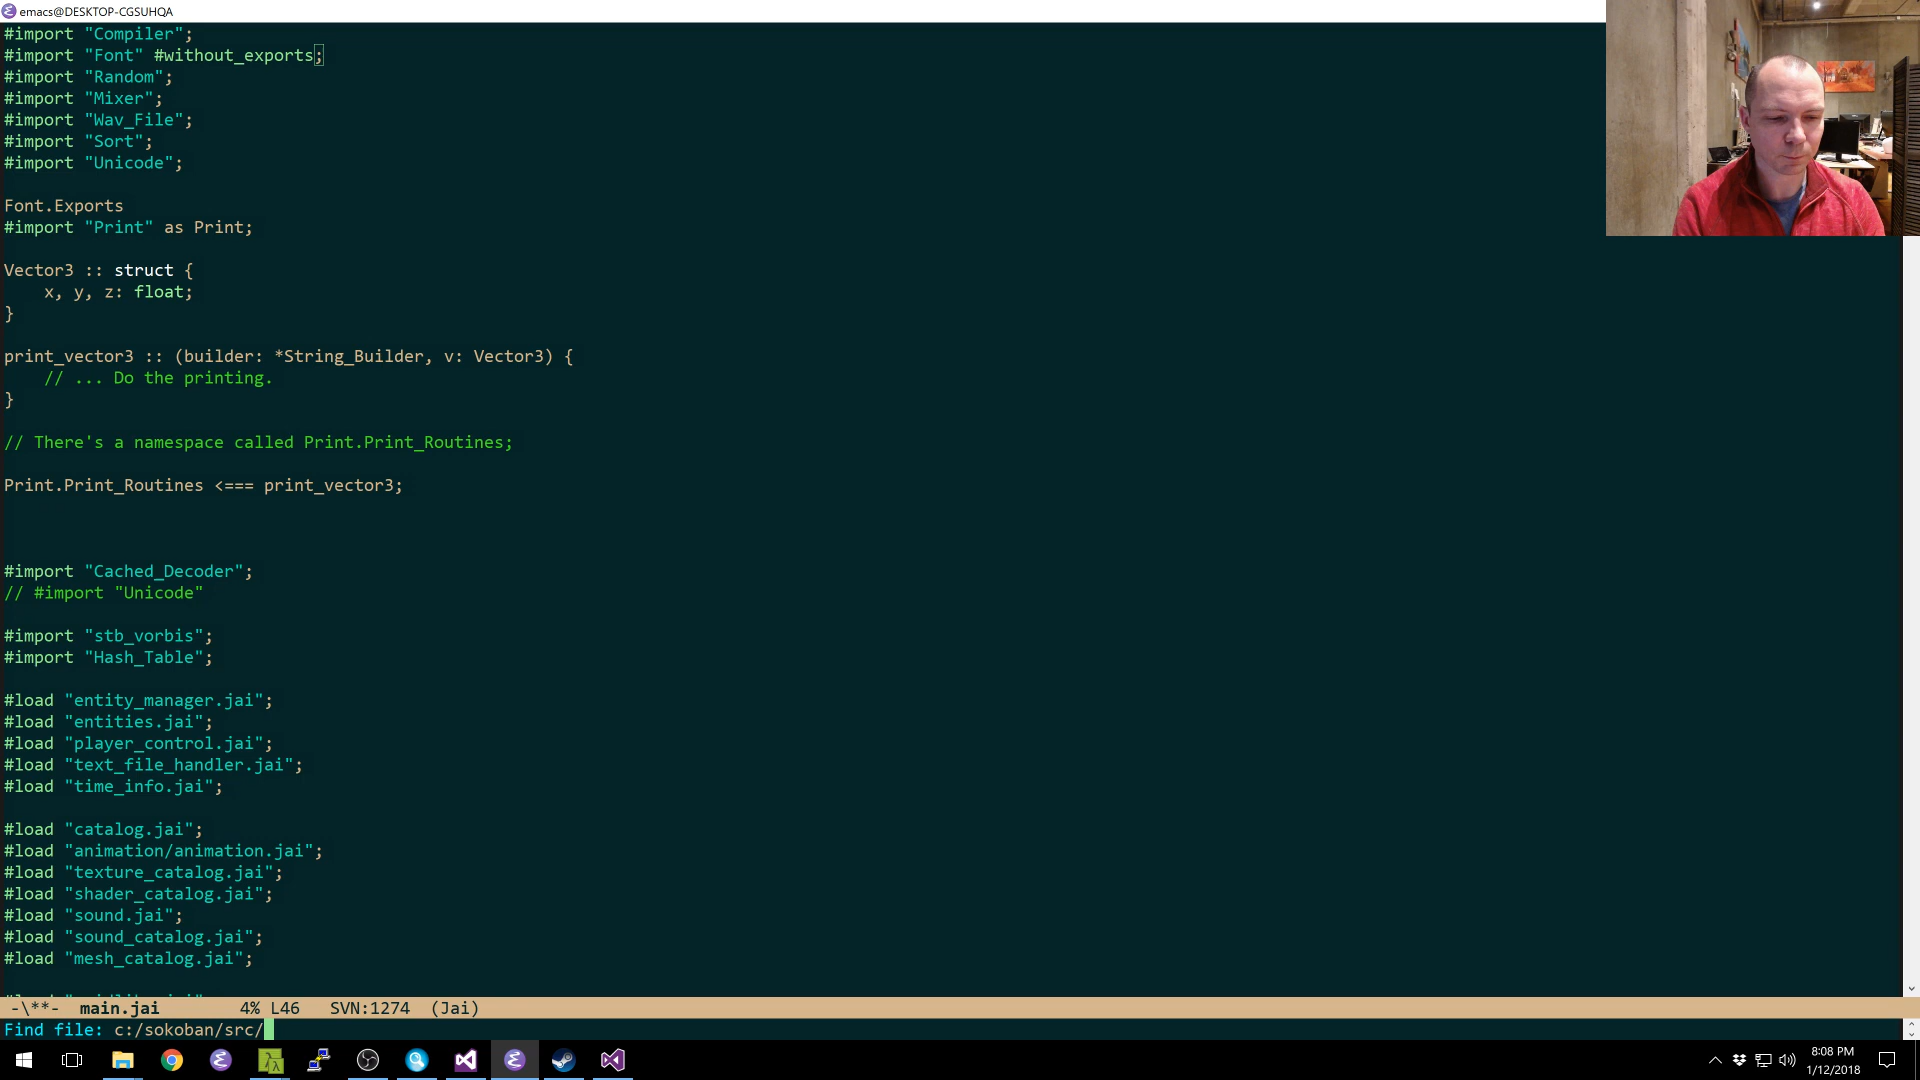 emacs@DESKTOP-CGSUHQA
#import "Compiler";
#import "Font" #without_exports;
#import "Random";
#import "Mixer";
#import "Wav_File";
#import "Sort";
#import "Unicode";
Font.Exports
#import "Print" as Print;
Vector3 :: struct {
x, y, z: float;
}
print_vector3 :: (builder: *String_Builder, v: Vector3) {
// ... Do the printing.
}
// There's a namespace called Print.Print_Routines;
Print.Print_Routines <=== print_vector3;
#import "Cached_Decoder";
// #import "Unicode"
#import "stb_vorbis";
#import "Hash_Table";
#load "entity_manager.jai";
#load "entities.jai";
#load "player_control.jai";
#load "text_file_handler.jai";
#load "time_info.jai";
#load "catalog.jai";
#load "animation/animation.jai";
#load "texture_catalog.jai";
#load "shader_catalog.jai";
#load "sound.jai";
#load "sound_catalog.jai";
#load "mesh_catalog.jai";
-\**- main.jai 4% L46 SVN:1274 (Jai)
Find file: c:/sokoban/src/
8:08 PM
1/12/2018